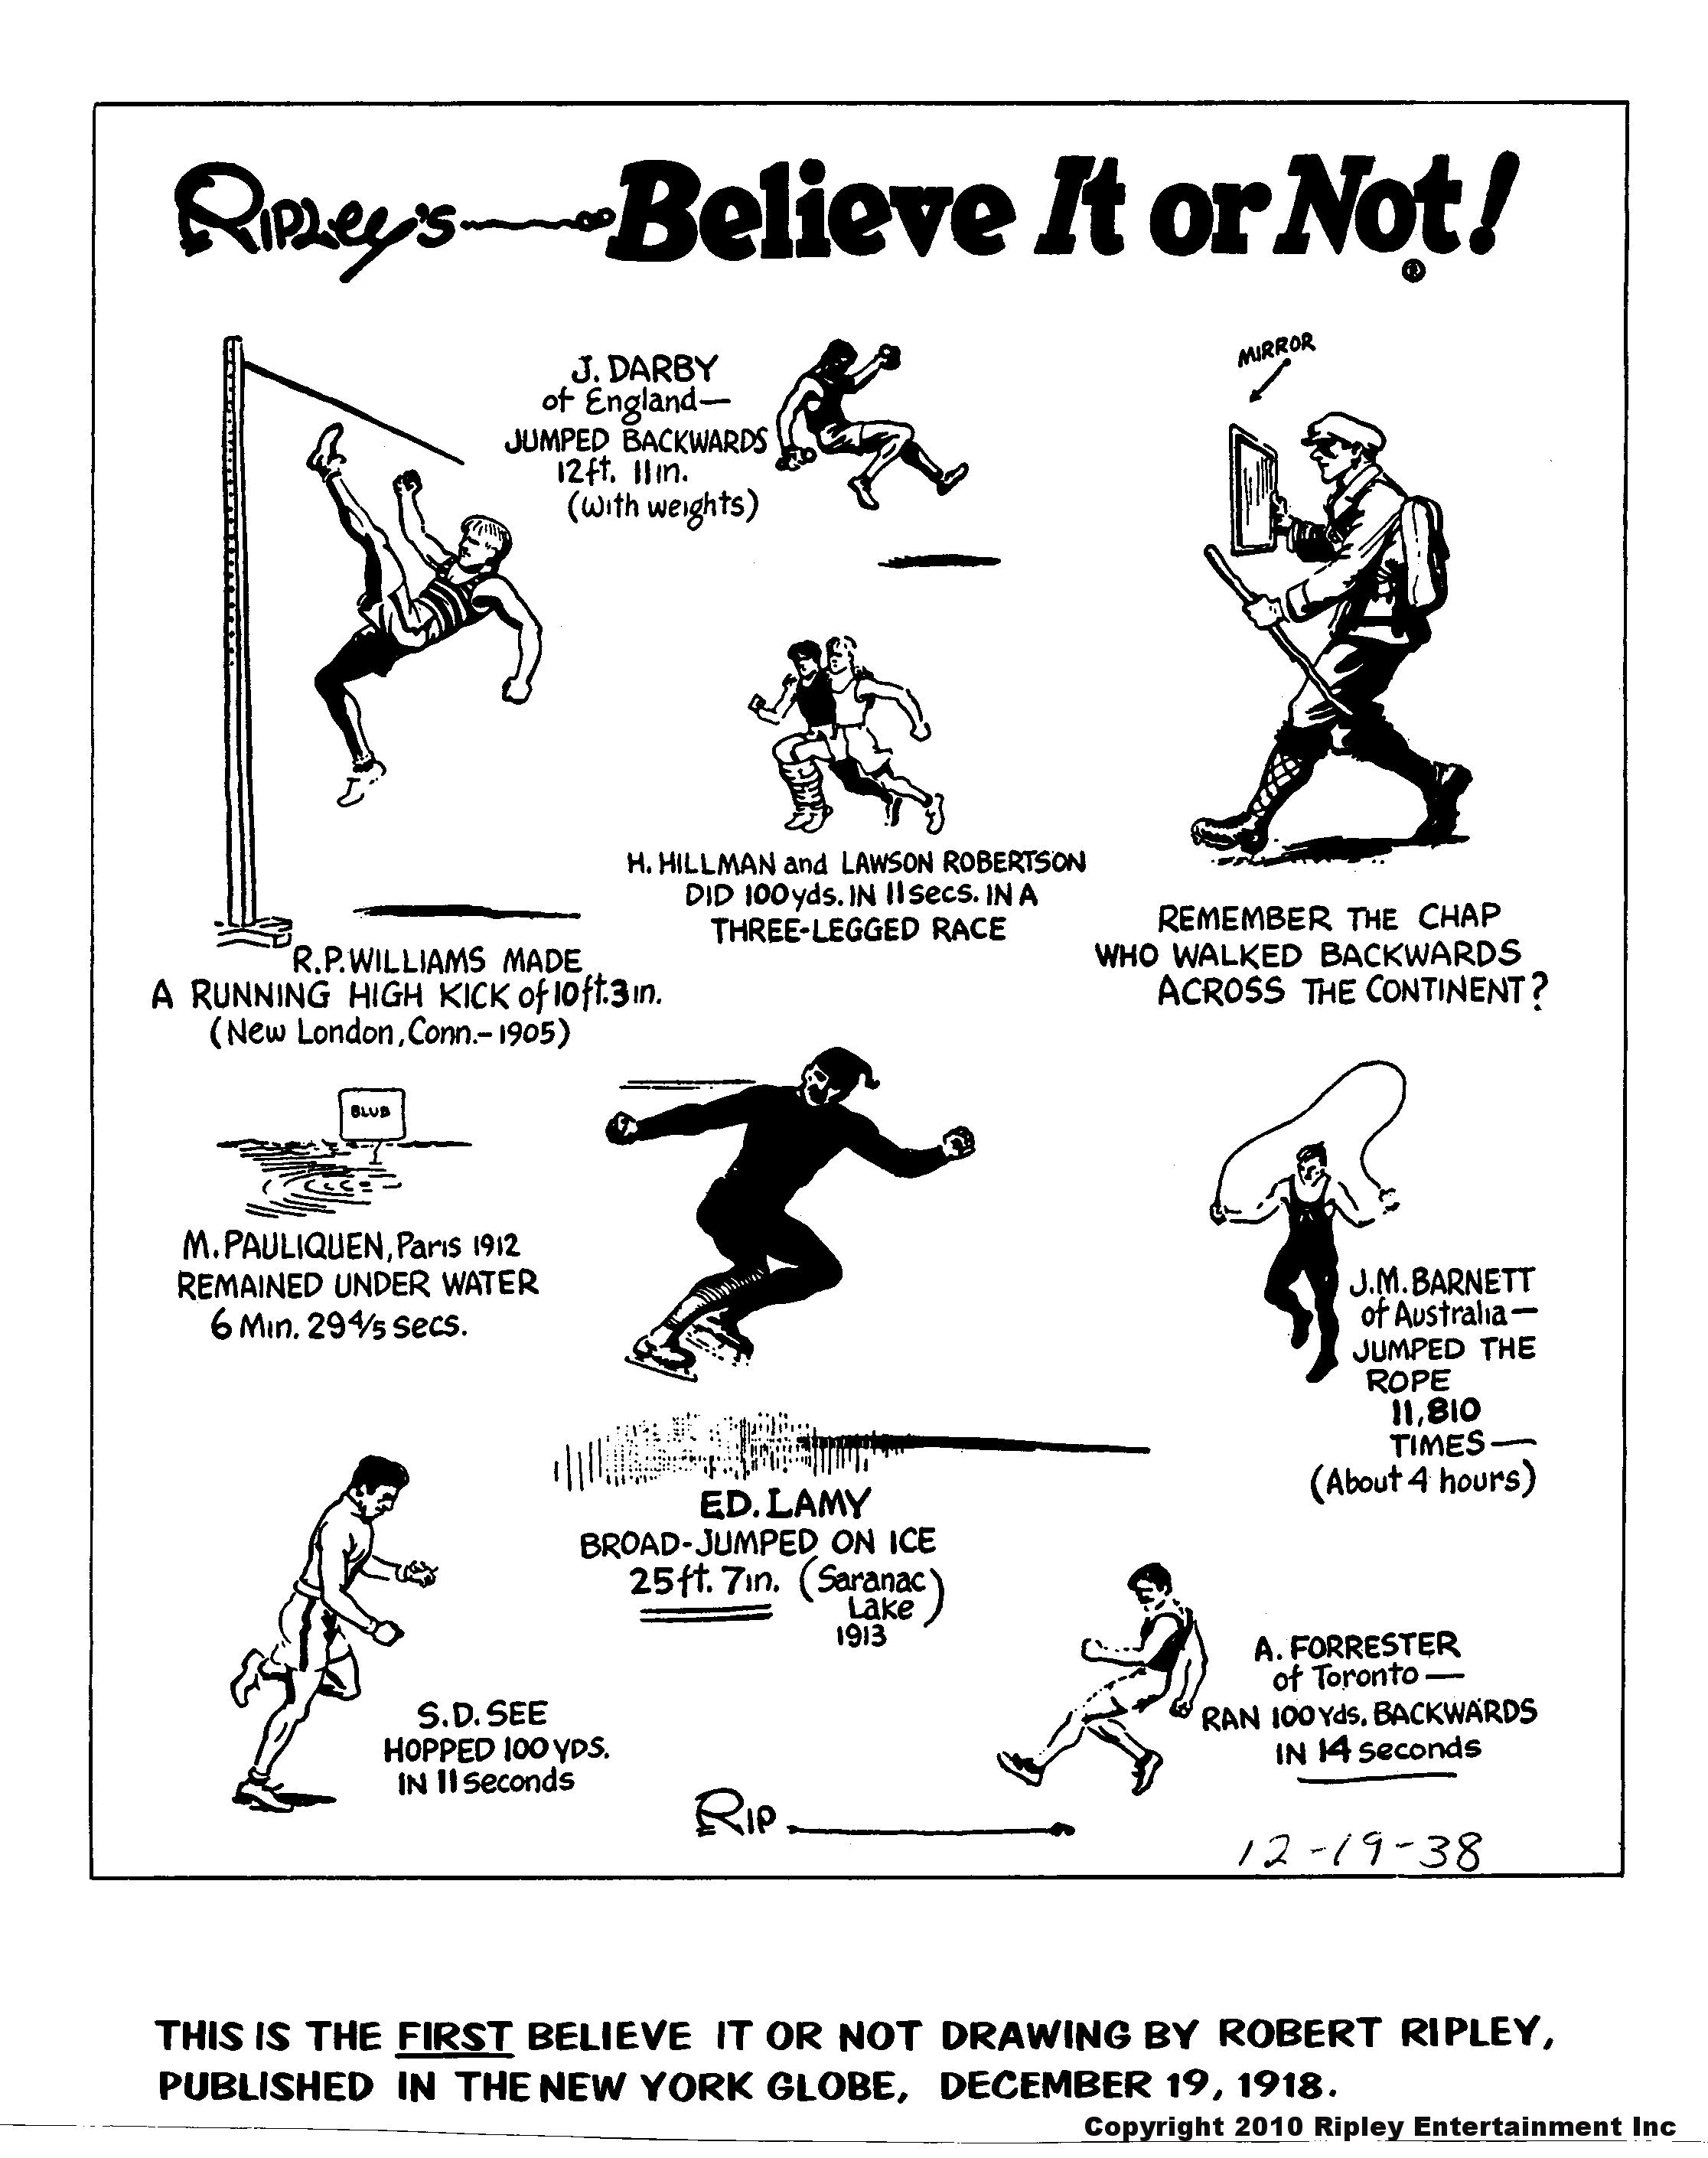 RIPLEY'S Believe It or Not!
®
J. DARBY
of England—
JUMPED BACKWARDS
12ft. 11in.
(with weights)
MIRROR
H. HILLMAN and LAWSON ROBERTSON
DID 100yds. IN 11secs. IN A
THREE-LEGGED RACE
REMEMBER THE CHAP
WHO WALKED BACKWARDS
ACROSS THE CONTINENT?
R.P. WILLIAMS MADE
A RUNNING HIGH KICK of 10ft. 3in.
(New London, Conn.- 1905)
BLUB
M. PAULIQUEN, Paris 1912
REMAINED UNDER WATER
6 Min. 29 4/5 secs.
J.M. BARNETT
of Australia—
JUMPED THE
ROPE
11,810
TIMES—
(About 4 hours)
ED. LAMY
BROAD-JUMPED ON ICE
25ft. 7in. (Saranac
Lake)
1913
S.D. SEE
HOPPED 100 YDS.
IN 11 seconds
A. FORRESTER
of Toronto—
RAN 100 Yds. BACKWARDS
IN 14 seconds
RIP
12-19-38
THIS IS THE FIRST BELIEVE IT OR NOT DRAWING BY ROBERT RIPLEY,
PUBLISHED IN THE NEW YORK GLOBE, DECEMBER 19, 1918.
Copyright 2010 Ripley Entertainment Inc